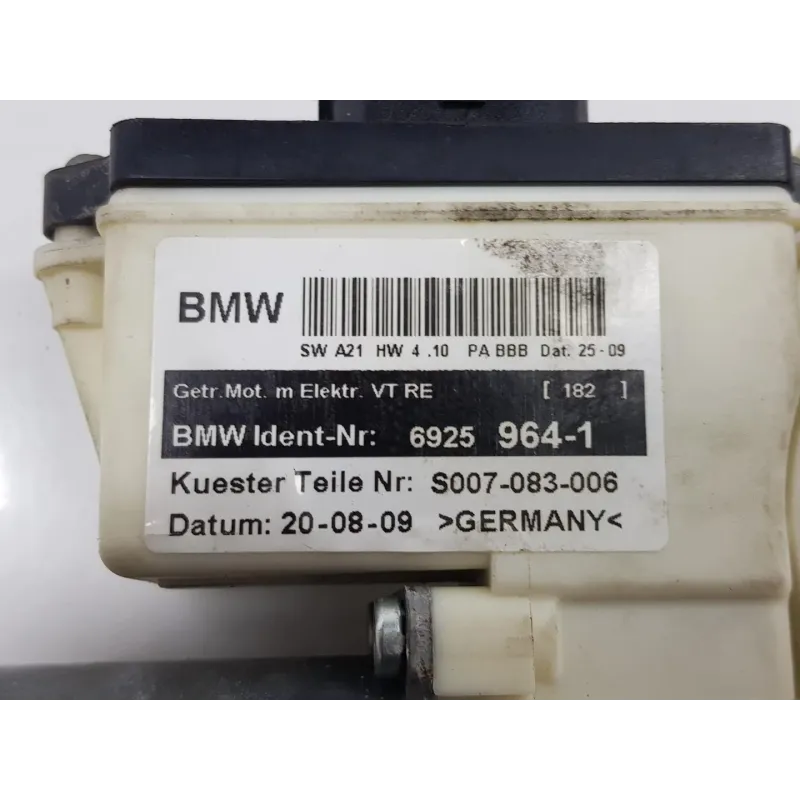 BMW
SW A21 HW 4 .10 PA BBB Dat. 25-09
Getr.Mot. m Elektr. VT RE [ 182 ]
BMW Ident-Nr: 6925 964-1
Kuester Teile Nr: S007-083-006
Datum: 20-08-09 >GERMANY<